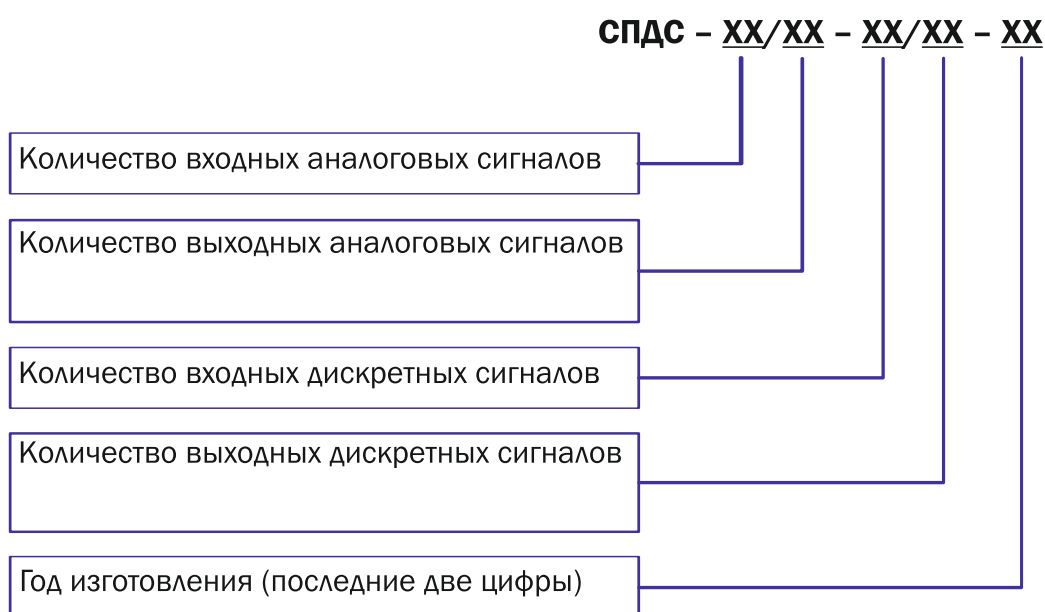 СПДС – XX/XX – XX/XX – XX
Количество входных аналоговых сигналов
Количество выходных аналоговых сигналов
Количество входных дискретных сигналов
Количество выходных дискретных сигналов
Год изготовления (последние две цифры)